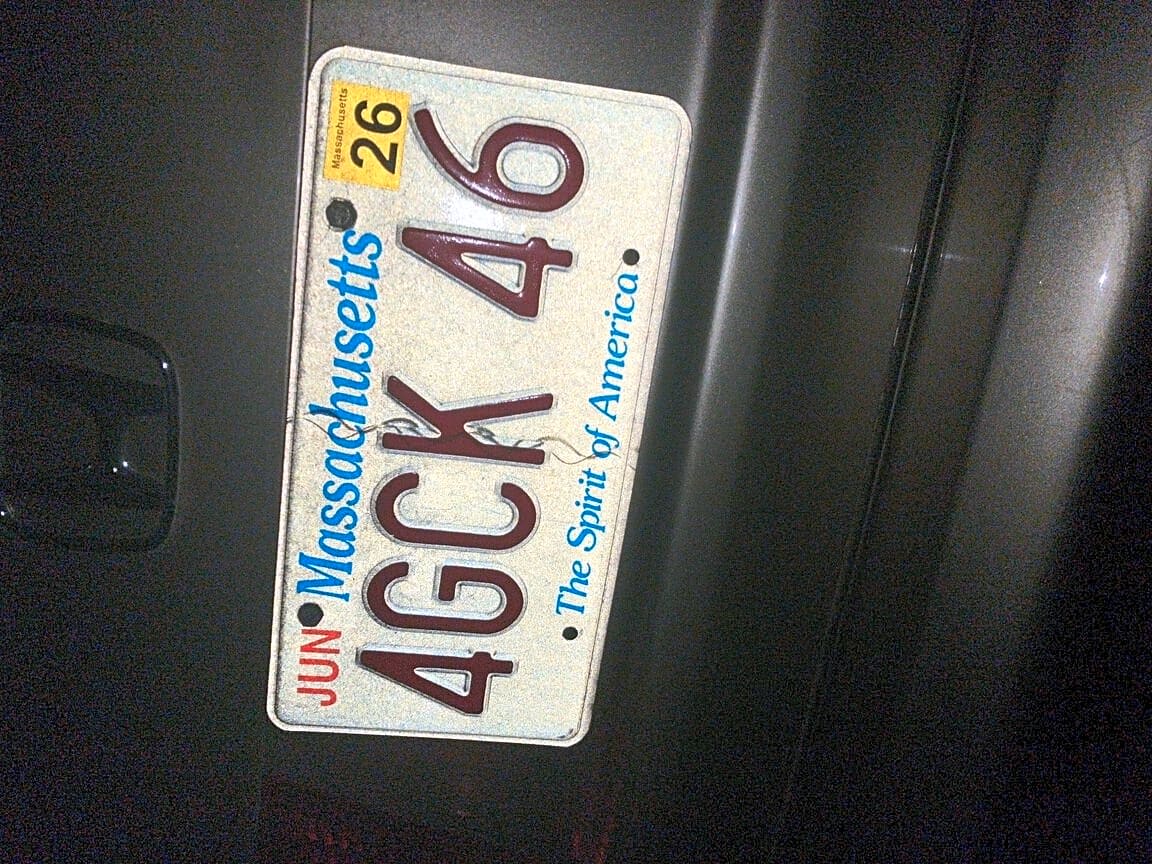 JUN Massachusetts
Massachusetts
26
4GCK 46
The Spirit of America